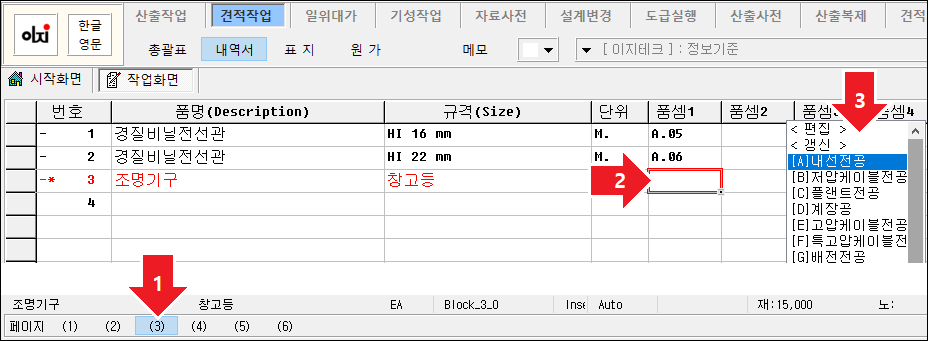 이지 한글 영문
산출작업 견적작업 일위대가 기성작업 자료사전 설계변경 도급실행 산출사전 산출복제 견적
총괄표 내역서 표 지 원 가 메모 [ 이지테크 ] : 정보기준
시작화면 작업화면
번호 품명(Description) 규격(Size) 단위 품셈1 품셈2
1 경질비닐전선관 HI 16 mm M. A.05
2 경질비닐전선관 HI 22 mm M. A.06
-* 3 조명기구 창고등
4
3
< 편집 >
< 갱신 >
[A]내선전공
[B]저압케이블전공
[C]플랜트전공
[D]계장공
[E]고압케이블전공
[F]특고압케이블전
[G]배전전공
2
1
조명기구 창고등 EA Block_3_0 Inse Auto 재:15,000 노:
페이지 (1) (2) (3) (4) (5) (6)